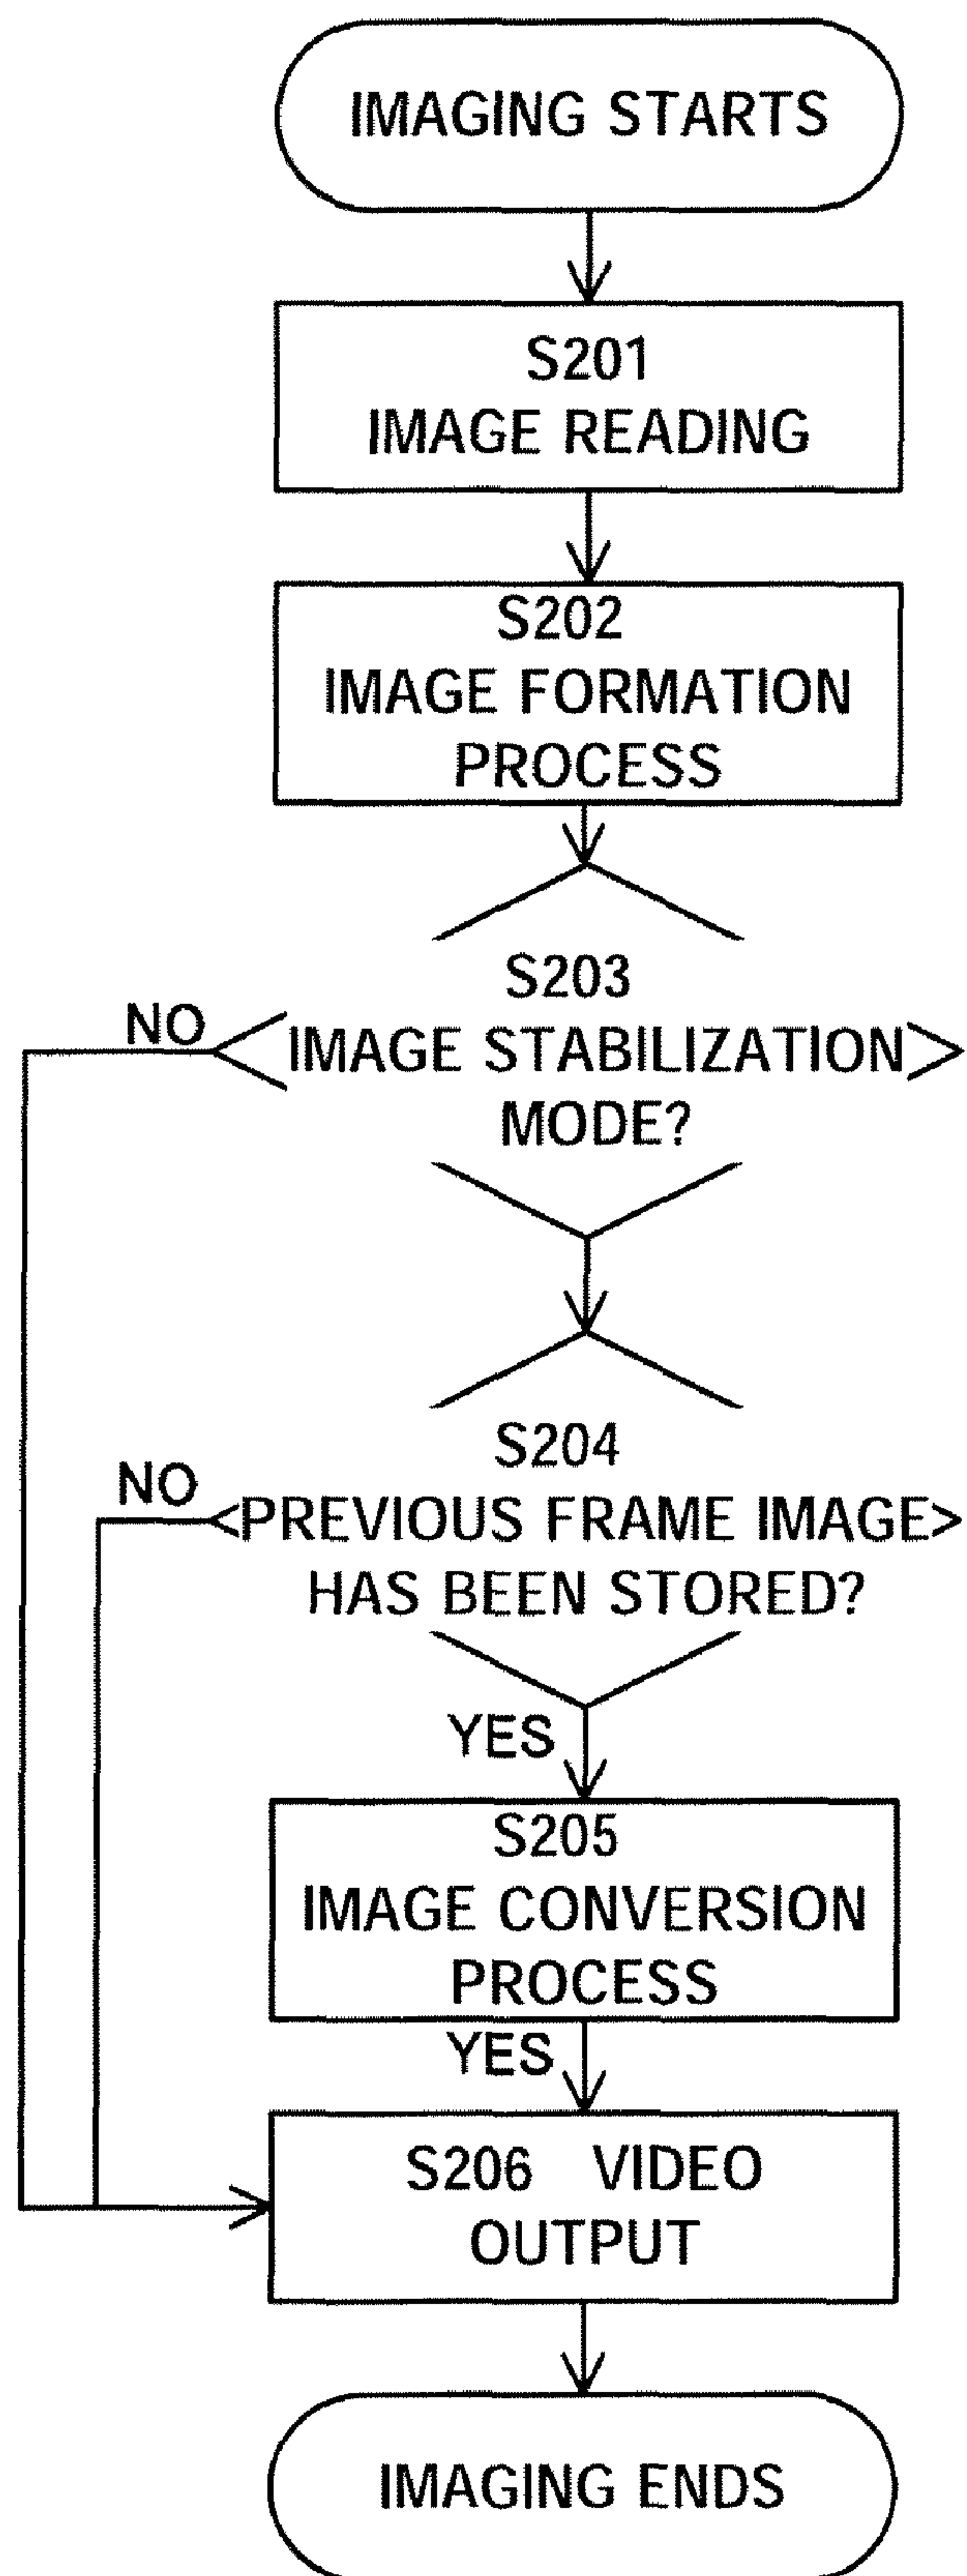 IMAGING STARTS
S201
IMAGE READING
S202
IMAGE FORMATION
PROCESS
S203
NO
IMAGE STABILIZATION
MODE?
S204
NO
PREVIOUS FRAME IMAGE
HAS BEEN STORED?
YES
S205
IMAGE CONVERSION
PROCESS
YES
S206 VIDEO
OUTPUT
IMAGING ENDS